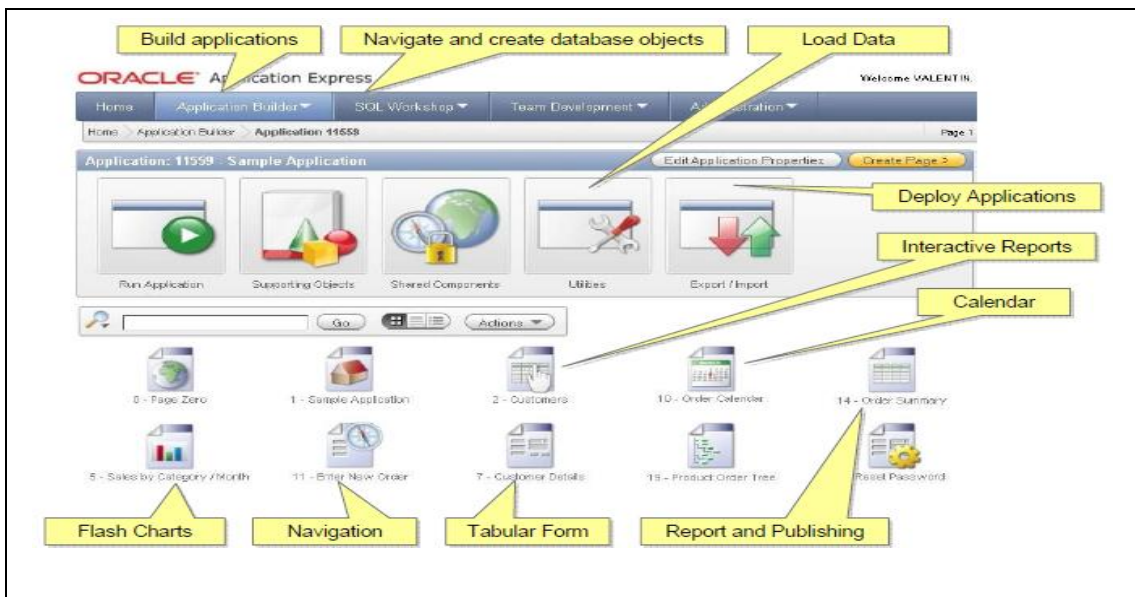 Build applications
Navigate and create database objects
Load Data
ORACLE Application Express
Welcome VALENTIN
Home
Application Builder
SQL Workshop
Team Development
Administration
Home > Application Builder > Application 11559
Page 1
Application: 11559 - Sample Application
Edit Application Properties
Create Page >
Deploy Applications
Interactive Reports
Run Application
Supporting Objects
Shared Components
Utilities
Export / Import
Calendar
Go
Actions
0 - Page Zero
1 - Sample Application
2 - Customers
10 - Order Calendar
14 - Order Summary
5 - Sales by Category / Month
11 - Enter New Order
7 - Customer Details
19 - Product Order Tree
Reset Password
Flash Charts
Navigation
Tabular Form
Report and Publishing